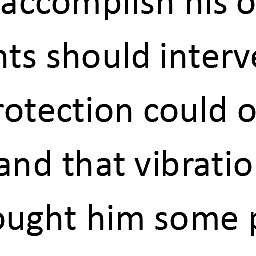 accomplish his o
nts should interve
rotection could o
and that vibratio
ought him some p